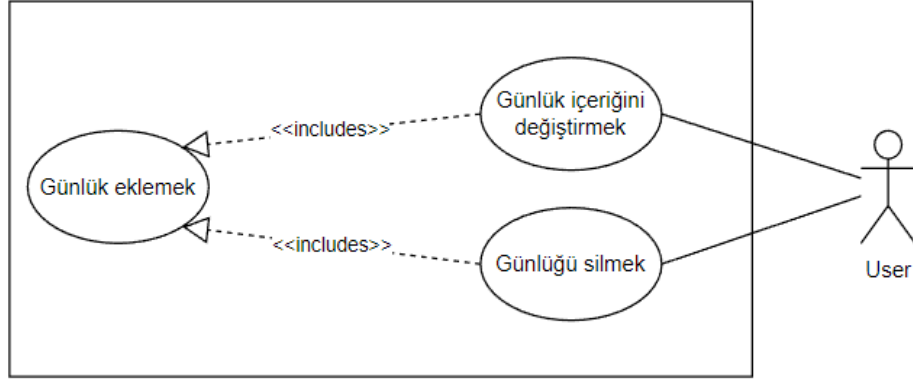 Günlük içeriğini
değiştirmek
<<includes>>
Günlük eklemek
<<includes>>
Günlüğü silmek
User